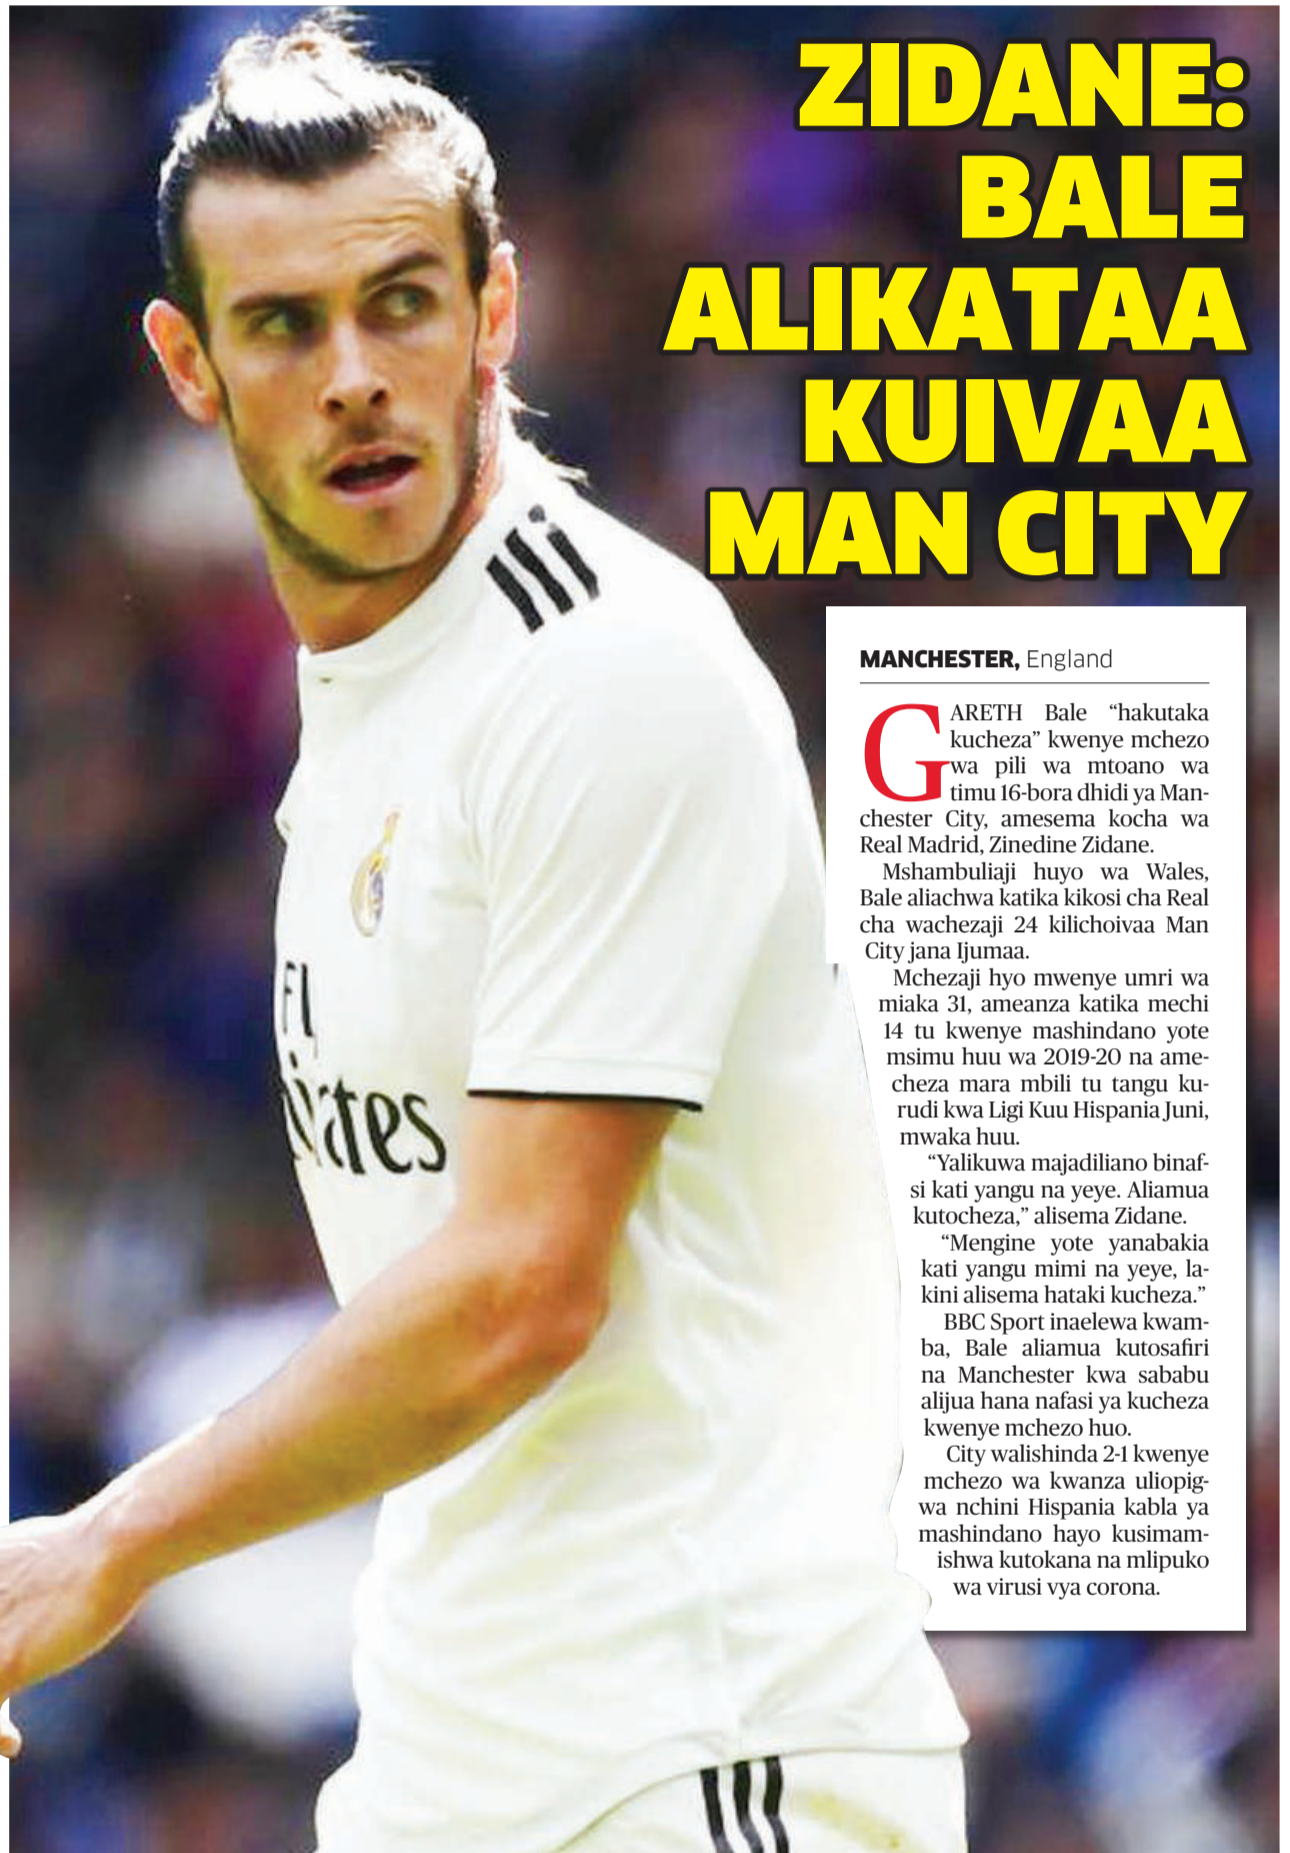 ZIDANE:
BALE
ALIKATAA
KUIVAA
MAN CITY
MANCHESTER, England
GARETH Bale “hakutaka
kucheza” kwenye mchezo
wa pili wa mtoano wa
timu 16-bora dhidi ya Man-
chester City, amesema kocha wa
Real Madrid, Zinedine Zidane.
Mshambuliaji huyo wa Wales,
Bale aliachwa katika kikosi cha Real
cha wachezaji 24 kilichoivaa Man
City jana Ijumaa.
Mchezaji hyo mwenye umri wa
miaka 31, ameanza katika mechi
14 tu kwenye mashindano yote
msimu huu wa 2019-20 na ame-
cheza mara mbili tu tangu ku-
rudi kwa Ligi Kuu Hispania Juni,
mwaka huu.
“Yalikuwa majadiliano binaf-
si kati yangu na yeye. Aliamua
kutocheza,” alisema Zidane.
“Mengine yote yanabakia
kati yangu mimi na yeye, la-
kini alisema hataki kucheza.”
BBC Sport inaelewa kwam-
ba, Bale aliamua kutosafiri
na Manchester kwa sababu
alijua hana nafasi ya kucheza
kwenye mchezo huo.
City walishinda 2-1 kwenye
mchezo wa kwanza uliopig-
wa nchini Hispania kabla ya
mashindano hayo kusimam-
ishwa kutokana na mlipuko
wa virusi vya corona.